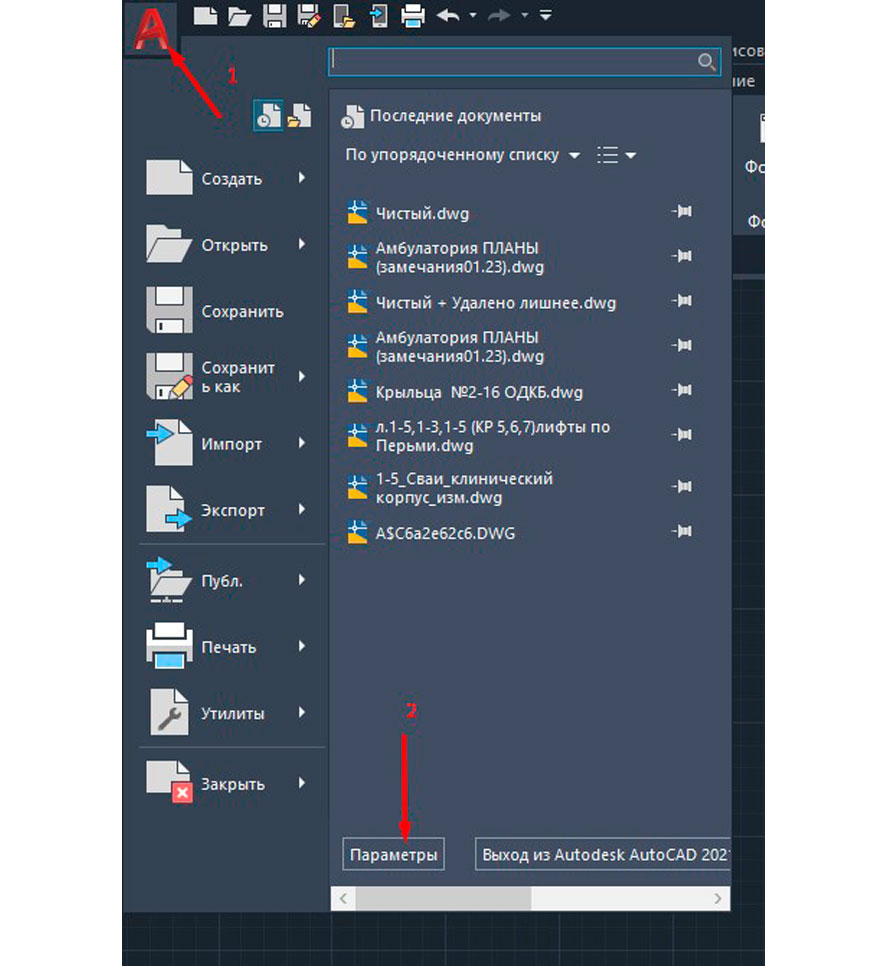 1
исов
ние
Последние документы
По упорядоченному списку
Фо
Фо
Создать
Открыть
Сохранить
Сохранит
ь как
Импорт
Экспорт
Публ.
Печать
Утилиты
Закрыть
Чистый.dwg
Амбулатория ПЛАНЫ
(замечания01.23).dwg
Чистый + Удалено лишнее.dwg
Амбулатория ПЛАНЫ
(замечания01.23).dwg
Крыльца №2-16 ОДКБ.dwg
л.1-5,1-3,1-5 (КР 5,6,7)лифты по
Перьми.dwg
1-5_Сваи_клинический
корпус_изм.dwg
A$C6a2e62c6.DWG
2
Параметры
Выход из Autodesk AutoCAD 2021